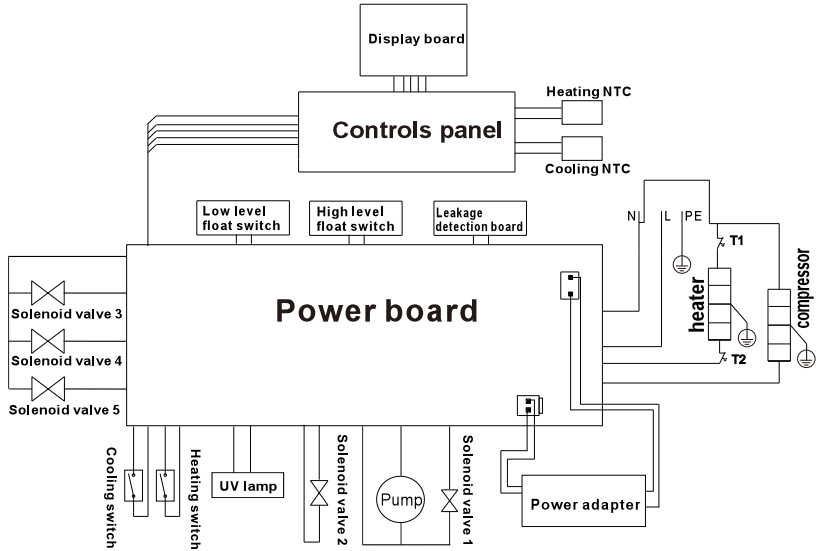 Display board
Heating NTC
Controls panel
Cooling NTC
Low level
float switch
High level
float switch
Leakage
detection board
N
L
PE
T1
Solenoid valve 3
Power board
heater
compressor
Solenoid valve 4
T2
Solenoid valve 5
Cooling switch
Heating switch
UV lamp
Solenoid valve 2
Pump
Solenoid valve 1
Power adapter